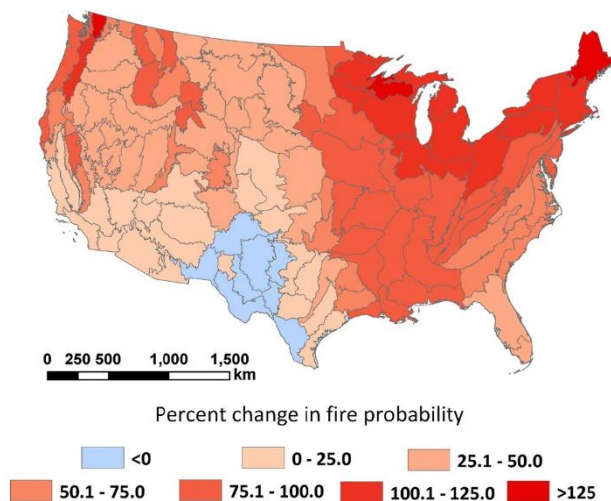 0 250 500 1,000 1,500
km
Percent change in fire probability
<0 0 - 25.0 25.1 - 50.0
50.1 - 75.0 75.1 - 100.0 100.1 - 125.0 >125